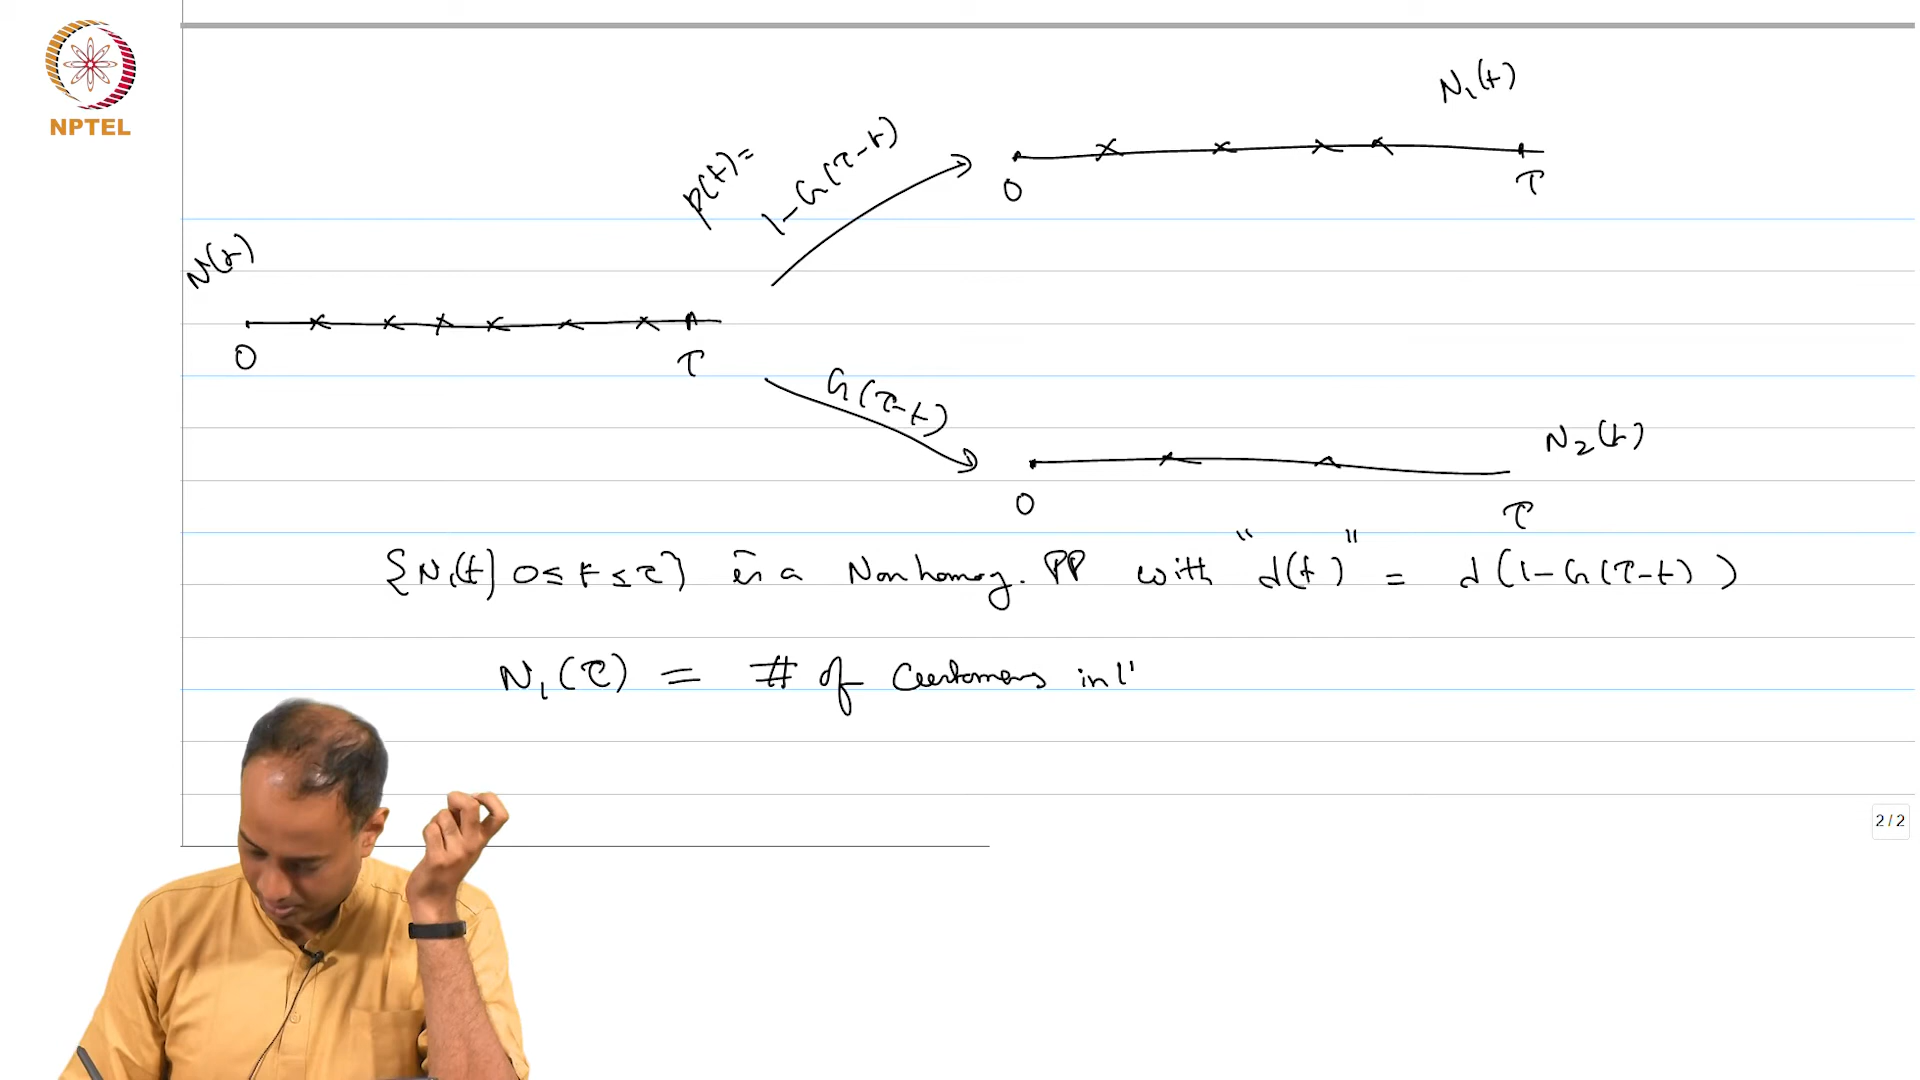 NPTEL
N₁(t)
p(t) =
1-G(τ-t)
0 τ
N(t)
0 τ
G(τ-t)
N₂(t)
0 τ
{N₁(t) 0≤t≤τ} is a Nonhomog. PP with "λ(t)" = λ(1-G(τ-t))
N₁(τ) = # of Customers in
2/2